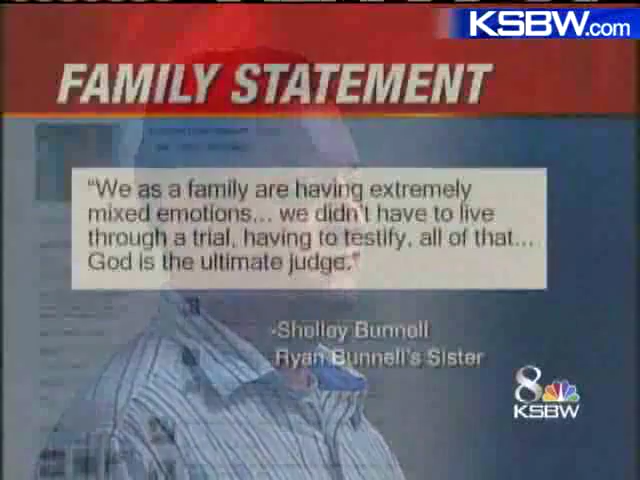 KSBW.com
FAMILY STATEMENT
“We as a family are having extremely
mixed emotions... we didn't have to live
through a trial, having to testify, all of that...
God is the ultimate judge.”
-Shelley Bunnell
Ryan Bunnell's Sister
8
KSBW